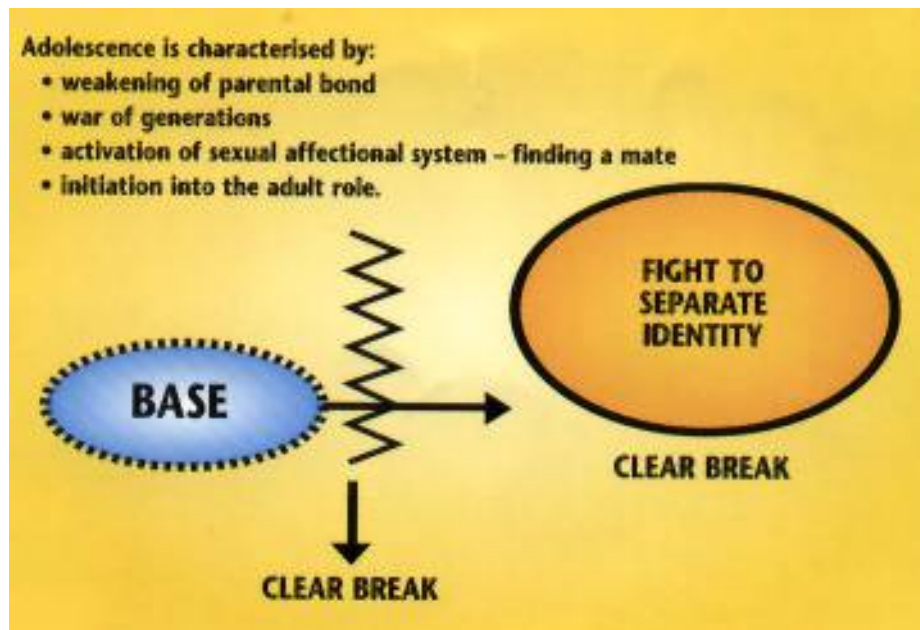 Adolescence is characterised by:
• weakening of parental bond
• war of generations
• activation of sexual affectional system – finding a mate
• initiation into the adult role.
FIGHT TO
SEPARATE
IDENTITY
BASE
CLEAR BREAK
CLEAR BREAK